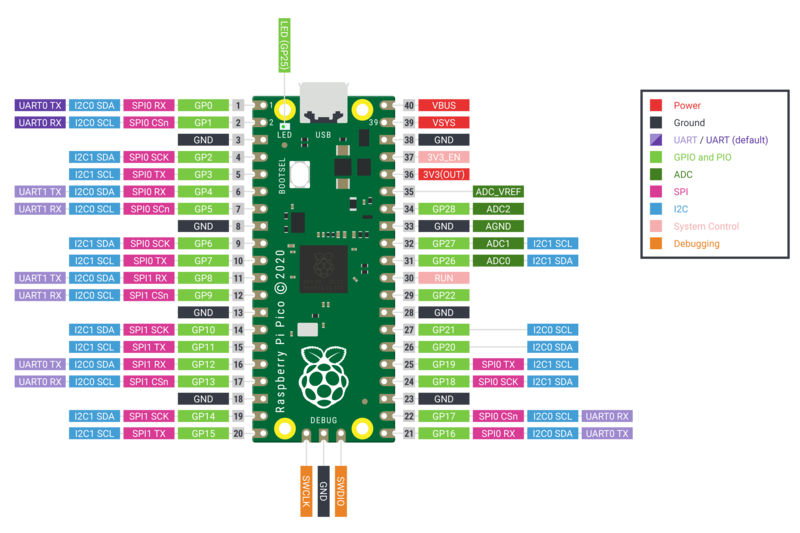 LED (GP25)
UART0 TX I2C0 SDA SPI0 RX GP0 1 1 40 VBUS
UART0 RX I2C0 SCL SPI0 CSn GP1 2 2 39 39 VSYS
LED USB
GND 3 38 GND
I2C1 SDA SPI0 SCK GP2 4 37 3V3_EN
I2C1 SCL SPI0 TX GP3 5 36 3V3(OUT)
BOOTSEL
UART1 TX I2C0 SDA SPI0 RX GP4 6 35 ADC_VREF
UART1 RX I2C0 SCL SPI0 SCn GP5 7 34 GP28 ADC2
GND 8 33 GND AGND
I2C1 SDA SPI0 SCK GP6 9 32 GP27 ADC1 I2C1 SCL
I2C1 SCL SPI0 TX GP7 10 31 GP26 ADC0 I2C1 SDA
UART1 TX I2C0 SDA SPI1 RX GP8 11 30 RUN
UART1 RX I2C0 SCL SPI1 CSn GP9 12 29 GP22
GND 13 28 GND
I2C1 SDA SPI1 SCK GP10 14 27 GP21 I2C0 SCL
I2C1 SCL SPI1 TX GP11 15 26 GP20 I2C0 SDA
UART0 TX I2C0 SDA SPI1 RX GP12 16 25 GP19 SPI0 TX I2C1 SCL
UART0 RX I2C0 SCL SPI1 CSn GP13 17 24 GP18 SPI0 SCK I2C1 SDA
GND 18 23 GND
I2C1 SDA SPI1 SCK GP14 19 22 GP17 SPI0 CSn I2C0 SCL UART0 RX
I2C1 SCL SPI1 TX GP15 20 21 GP16 SPI0 RX I2C0 SDA UART0 TX
Raspberry Pi Pico © 2020
DEBUG
SWCLK
GND
SWDIO
Power
Ground
UART / UART (default)
GPIO and PIO
ADC
SPI
I2C
System Control
Debugging